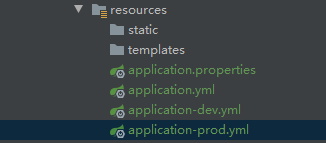 resources
static
templates
application.properties
application.yml
application-dev.yml
application-prod.yml